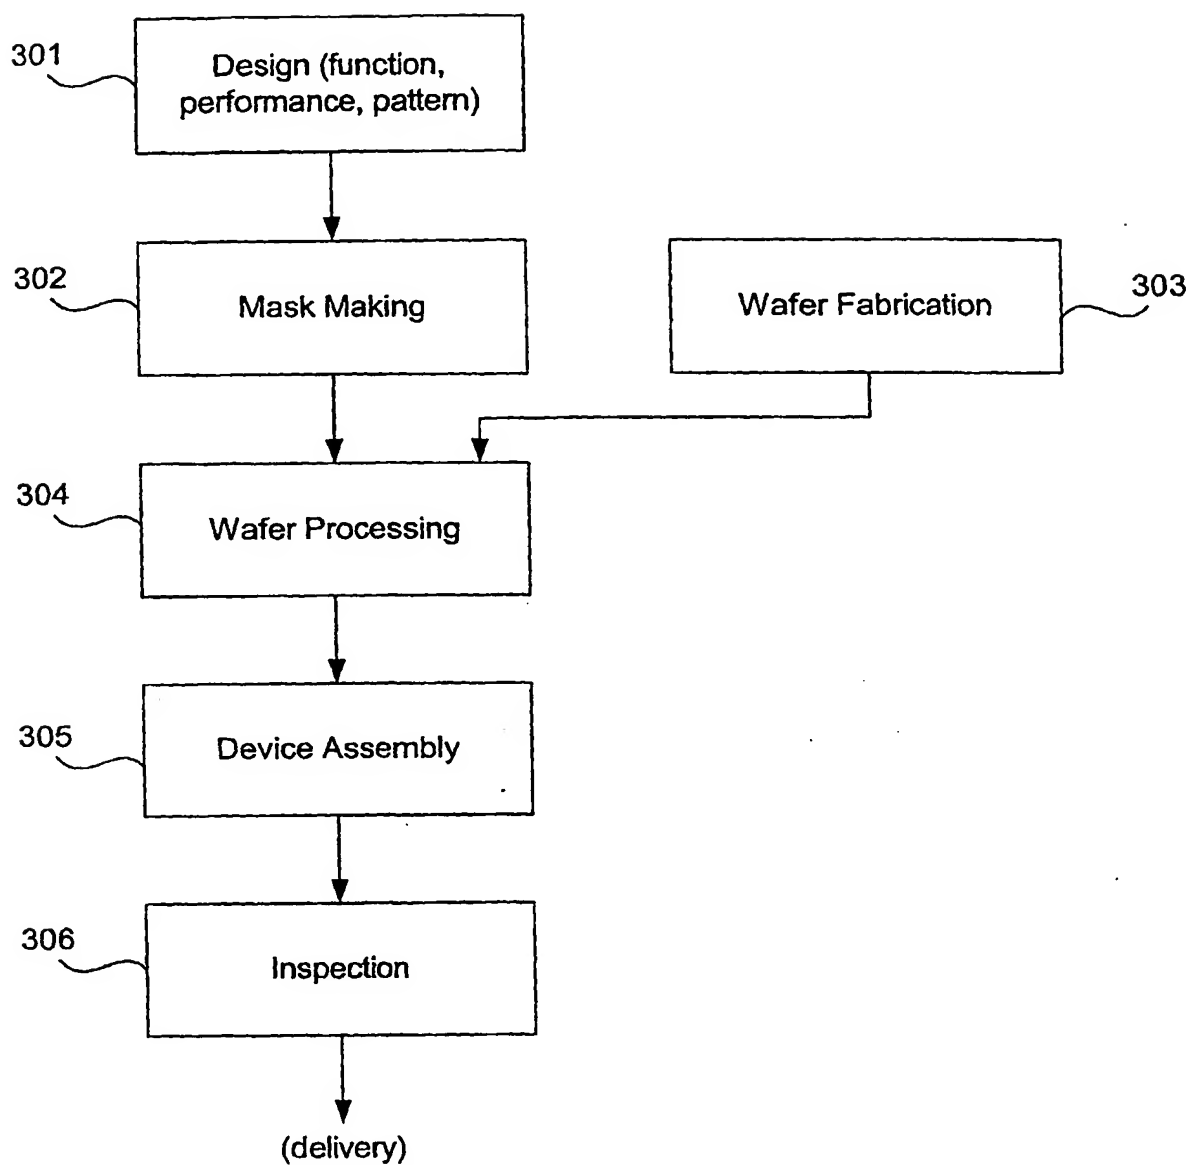 301
Design (function,
performance, pattern)
302
Mask Making
Wafer Fabrication
303
304
Wafer Processing
305
Device Assembly
306
Inspection
(delivery)